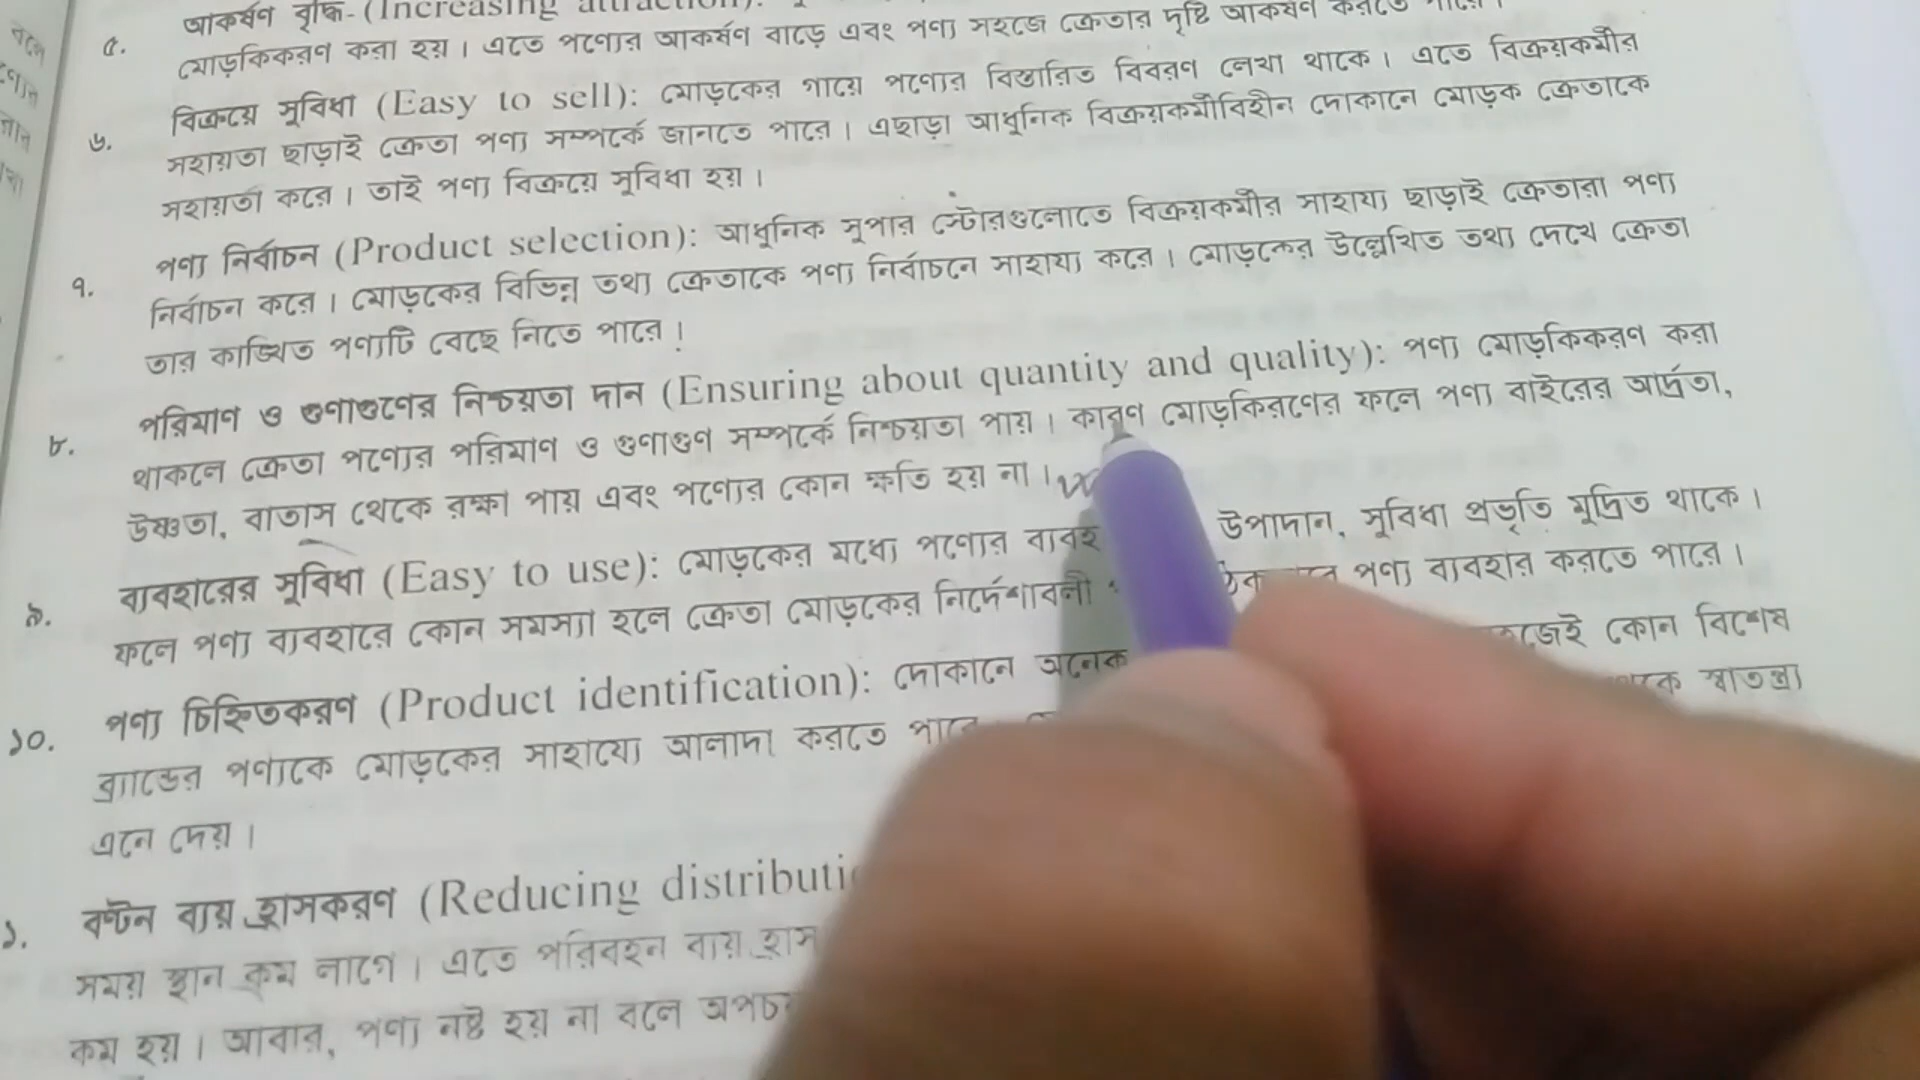 ৫. আকর্ষণ বৃদ্ধি (Increasing attraction):
মোড়কিকরণ করা হয়। এতে পণ্যের আকর্ষণ বাড়ে এবং পণ্য সহজে ক্রেতার দৃষ্টি আকর্ষণ করতে পারে।
৬. বিক্রয়ে সুবিধা (Easy to sell): মোড়কের গায়ে পণ্যের বিস্তারিত বিবরণ লেখা থাকে। এতে বিক্রয়কর্মীর
সহায়তা ছাড়াই ক্রেতা পণ্য সম্পর্কে জানতে পারে। এছাড়া আধুনিক বিক্রয়কর্মীবিহীন দোকানে মোড়ক ক্রেতাকে
সহায়তা করে। তাই পণ্য বিক্রয়ে সুবিধা হয়।
৭. পণ্য নির্বাচন (Product selection): আধুনিক সুপার স্টোরগুলোতে বিক্রয়কর্মীর সাহায্য ছাড়াই ক্রেতারা পণ্য
নির্বাচন করে। মোড়কের বিভিন্ন তথ্য ক্রেতাকে পণ্য নির্বাচনে সাহায্য করে। মোড়কের উল্লেখিত তথ্য দেখে ক্রেতা
তার কাঙ্খিত পণ্যটি বেছে নিতে পারে।
৮. পরিমাণ ও গুণাগুণের নিশ্চয়তা দান (Ensuring about quantity and quality): পণ্য মোড়কিকরণ করা
থাকলে ক্রেতা পণ্যের পরিমাণ ও গুণাগুণ সম্পর্কে নিশ্চয়তা পায়। কারণ মোড়কিরণের ফলে পণ্য বাইরের আর্দ্রতা,
উষ্ণতা, বাতাস থেকে রক্ষা পায় এবং পণ্যের কোন ক্ষতি হয় না।
৯. ব্যবহারের সুবিধা (Easy to use): মোড়কের মধ্যে পণ্যের উপাদান, সুবিধা প্রভৃতি মুদ্রিত থাকে।
ফলে পণ্য ব্যবহারে কোন সমস্যা হলে ক্রেতা মোড়কের নির্দেশাবলী পণ্য ব্যবহার করতে পারে।
১০. পণ্য চিহ্নিতকরণ (Product identification): দোকানে অনেক কোন বিশেষ
ব্র্যান্ডের পণ্যকে মোড়কের সাহায্যে আলাদা করতে পারে স্বাতন্ত্র্য
এনে দেয়।
বণ্টন ব্যয় হ্রাসকরণ (Reducing
সময় স্থান কম লাগে। এতে পরিবহন ব্যয় হ্রাস
কম হয়। আবার, পণ্য নষ্ট হয় না বলে